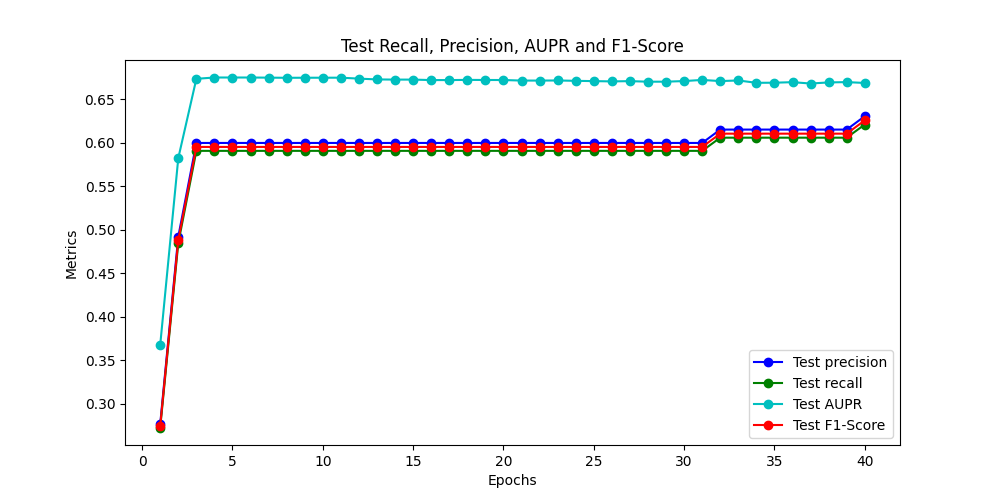 Test Recall, Precision, AUPR and F1-Score
Metrics
0.65
0.60
0.55
0.50
0.45
0.40
0.35
0.30
0 5 10 15 20 25 30 35 40
Epochs
Test precision
Test recall
Test AUPR
Test F1-Score